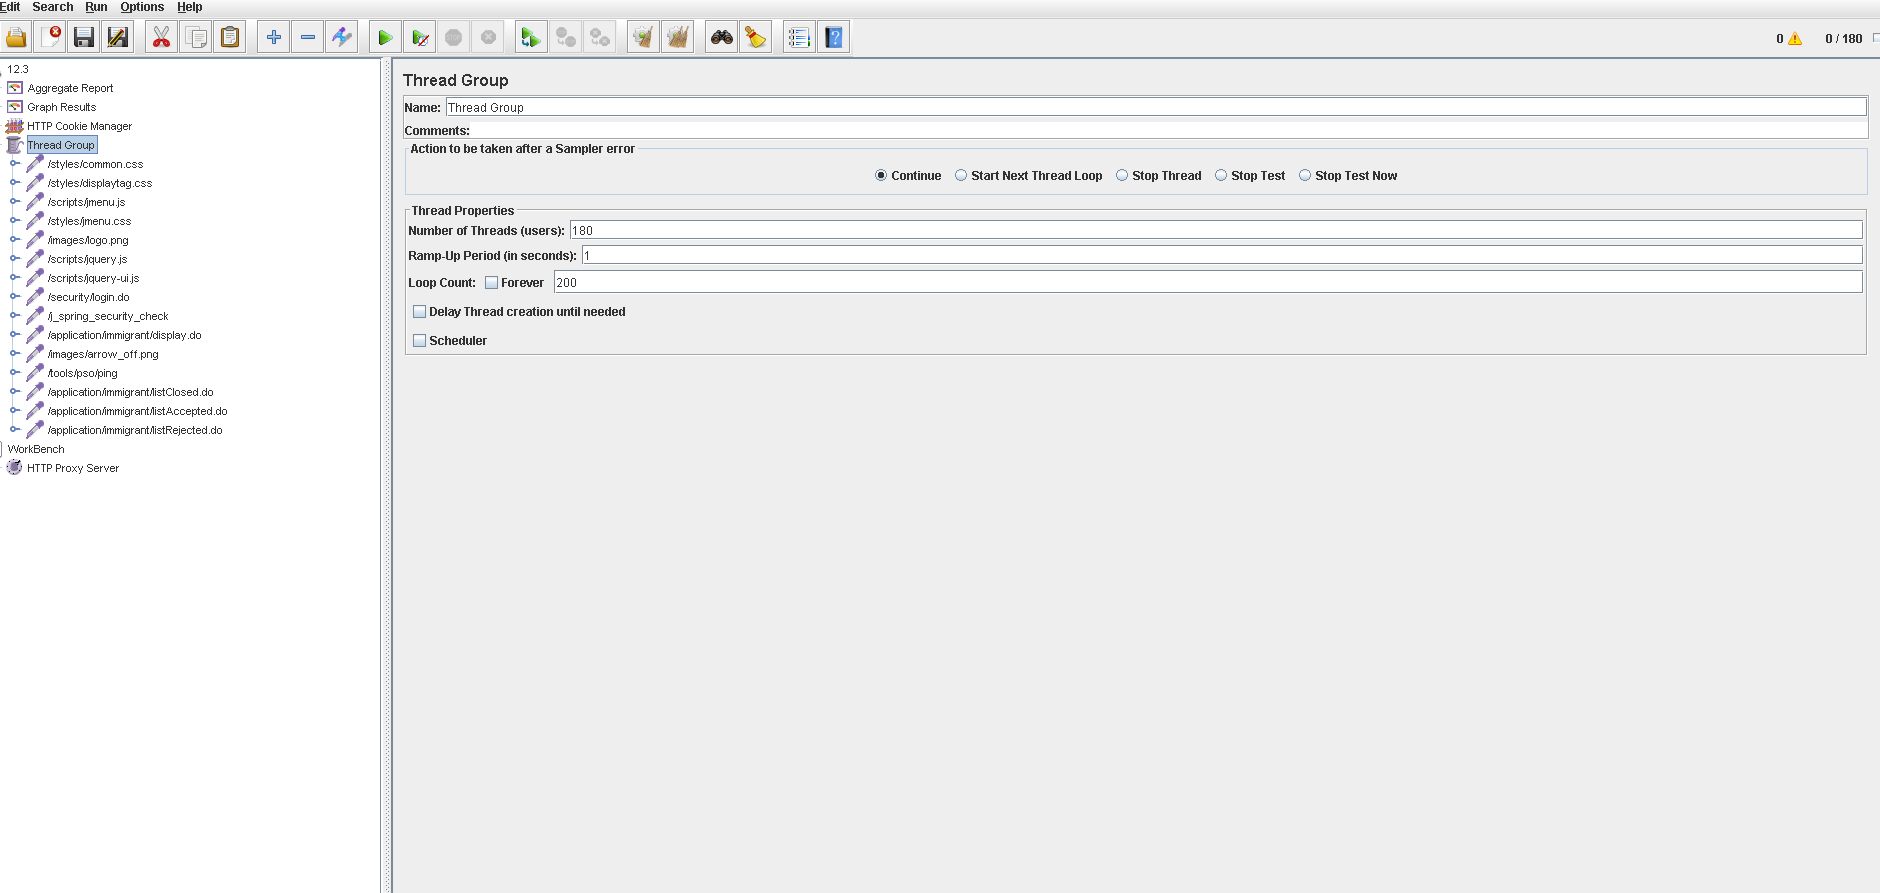 Edit Search Run Options Help
STOP
0 0 / 180
12.3
Aggregate Report
Graph Results
HTTP Cookie Manager
Thread Group
/styles/common.css
/styles/displaytag.css
/scripts/jmenu.js
/styles/jmenu.css
/images/logo.png
/scripts/jquery.js
/scripts/jquery-ui.js
/security/login.do
/j_spring_security_check
/application/immigrant/display.do
/images/arrow_off.png
/tools/pso/ping
/application/immigrant/listClosed.do
/application/immigrant/listAccepted.do
/application/immigrant/listRejected.do
WorkBench
HTTP Proxy Server
Thread Group
Name: Thread Group
Comments:
Action to be taken after a Sampler error
Continue Start Next Thread Loop Stop Thread Stop Test Stop Test Now
Thread Properties
Number of Threads (users): 180
Ramp-Up Period (in seconds): 1
Loop Count: Forever 200
Delay Thread creation until needed
Scheduler